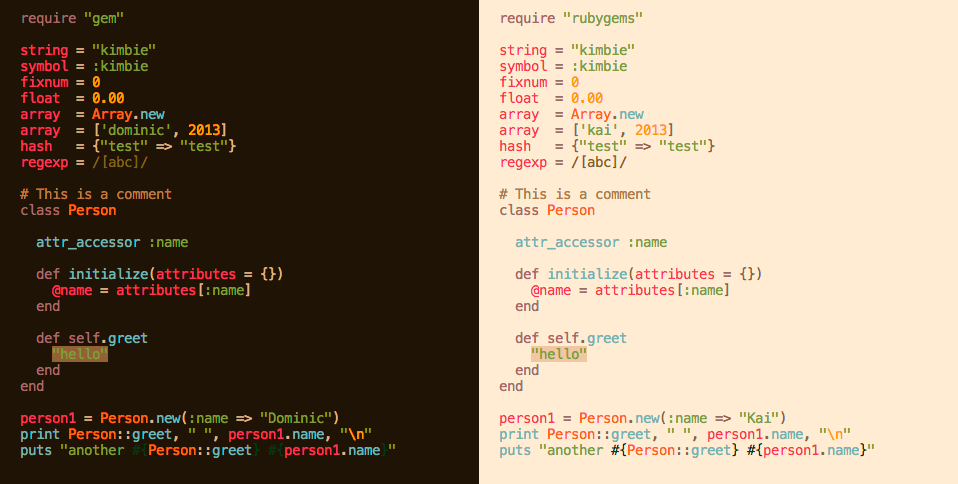 require "gem"
string = "kimbie"
symbol = :kimbie
fixnum = 0
float  = 0.00
array  = Array.new
array  = ['dominic', 2013]
hash   = {"test" => "test"}
regexp = /[abc]/
# This is a comment
class Person
  attr_accessor :name
  def initialize(attributes = {})
    @name = attributes[:name]
  end
  def self.greet
    "hello"
  end
end
person1 = Person.new(:name => "Dominic")
print Person::greet, " ", person1.name, "\n"
puts "another #{Person::greet} #{person1.name}"
require "rubygems"
string = "kimbie"
symbol = :kimbie
fixnum = 0
float  = 0.00
array  = Array.new
array  = ['kai', 2013]
hash   = {"test" => "test"}
regexp = /[abc]/
# This is a comment
class Person
  attr_accessor :name
  def initialize(attributes = {})
    @name = attributes[:name]
  end
  def self.greet
    "hello"
  end
end
person1 = Person.new(:name => "Kai")
print Person::greet, " ", person1.name, "\n"
puts "another #{Person::greet} #{person1.name}"